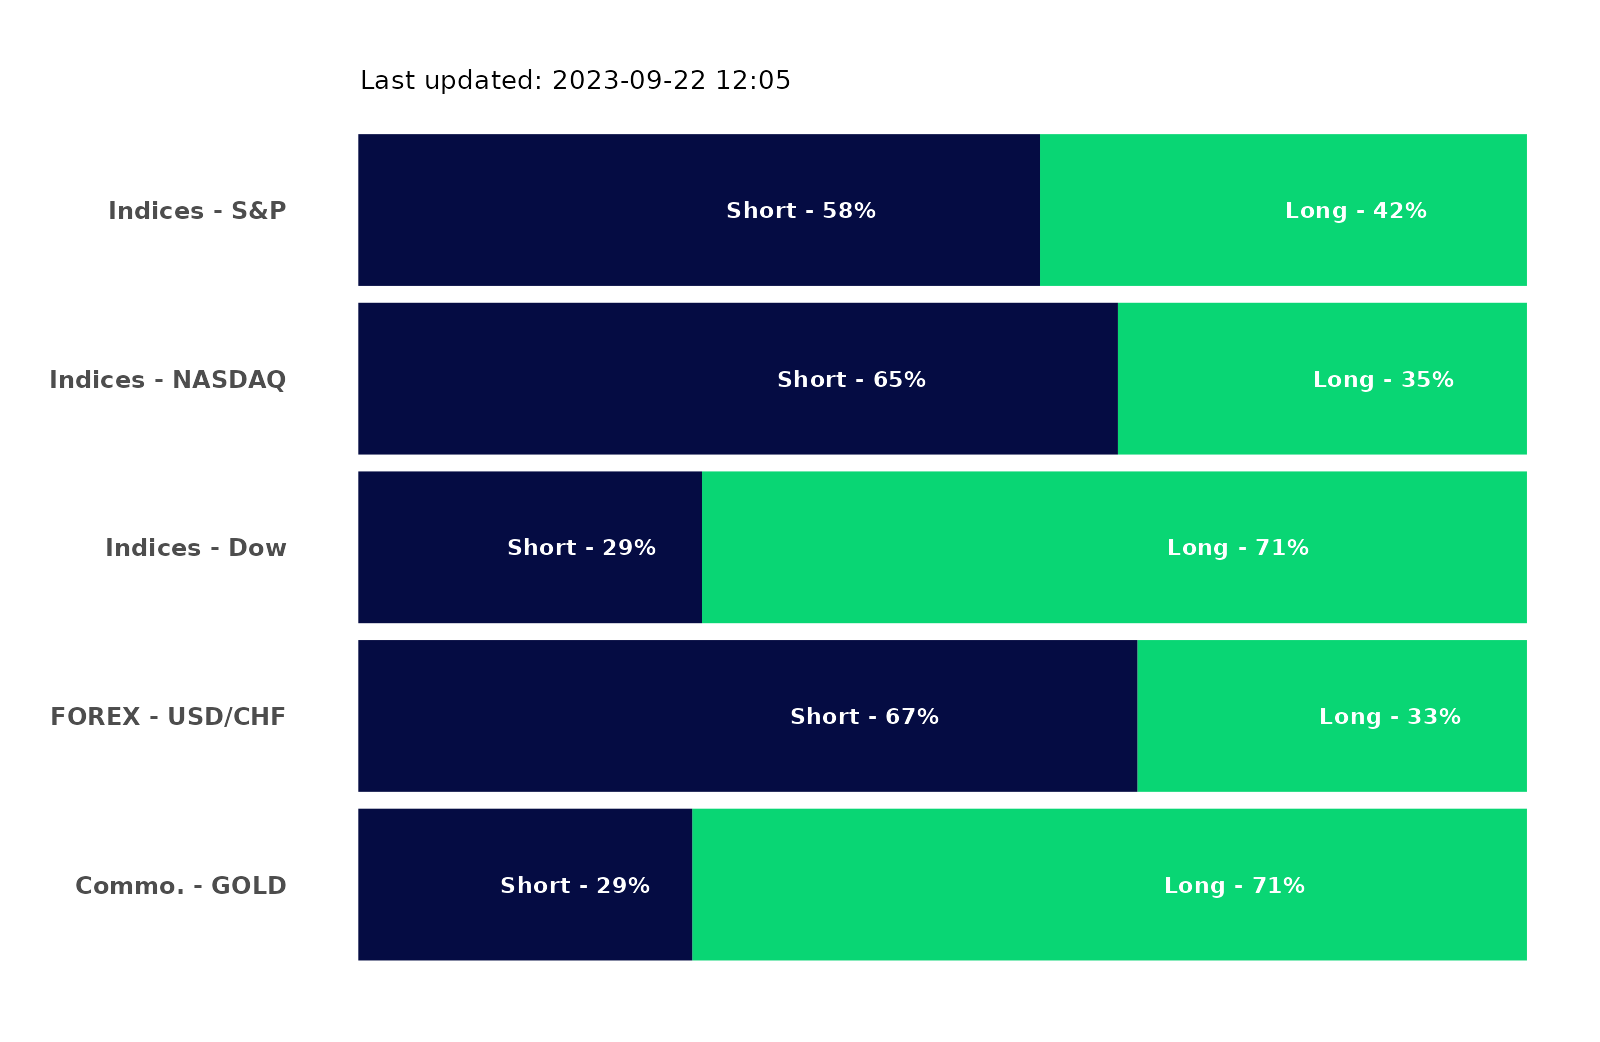 Last updated: 2023-09-22 12:05
Indices - S&P Short - 58% Long - 42%
Indices - NASDAQ Short - 65% Long - 35%
Indices - Dow Short - 29% Long - 71%
FOREX - USD/CHF Short - 67% Long - 33%
Commo. - GOLD Short - 29% Long - 71%